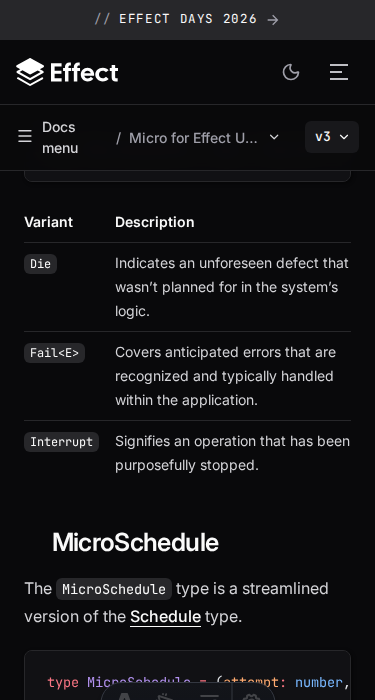 // EFFECT DAYS 2026 →
Effect
Docs menu / Micro for Effect U... v3
Variant Description
Die Indicates an unforeseen defect that
wasn't planned for in the system's
logic.
Fail<E> Covers anticipated errors that are
recognized and typically handled
within the application.
Interrupt Signifies an operation that has been
purposefully stopped.
MicroSchedule
The MicroSchedule type is a streamlined
version of the Schedule type.
type MicroSchedule = (attempt: number,